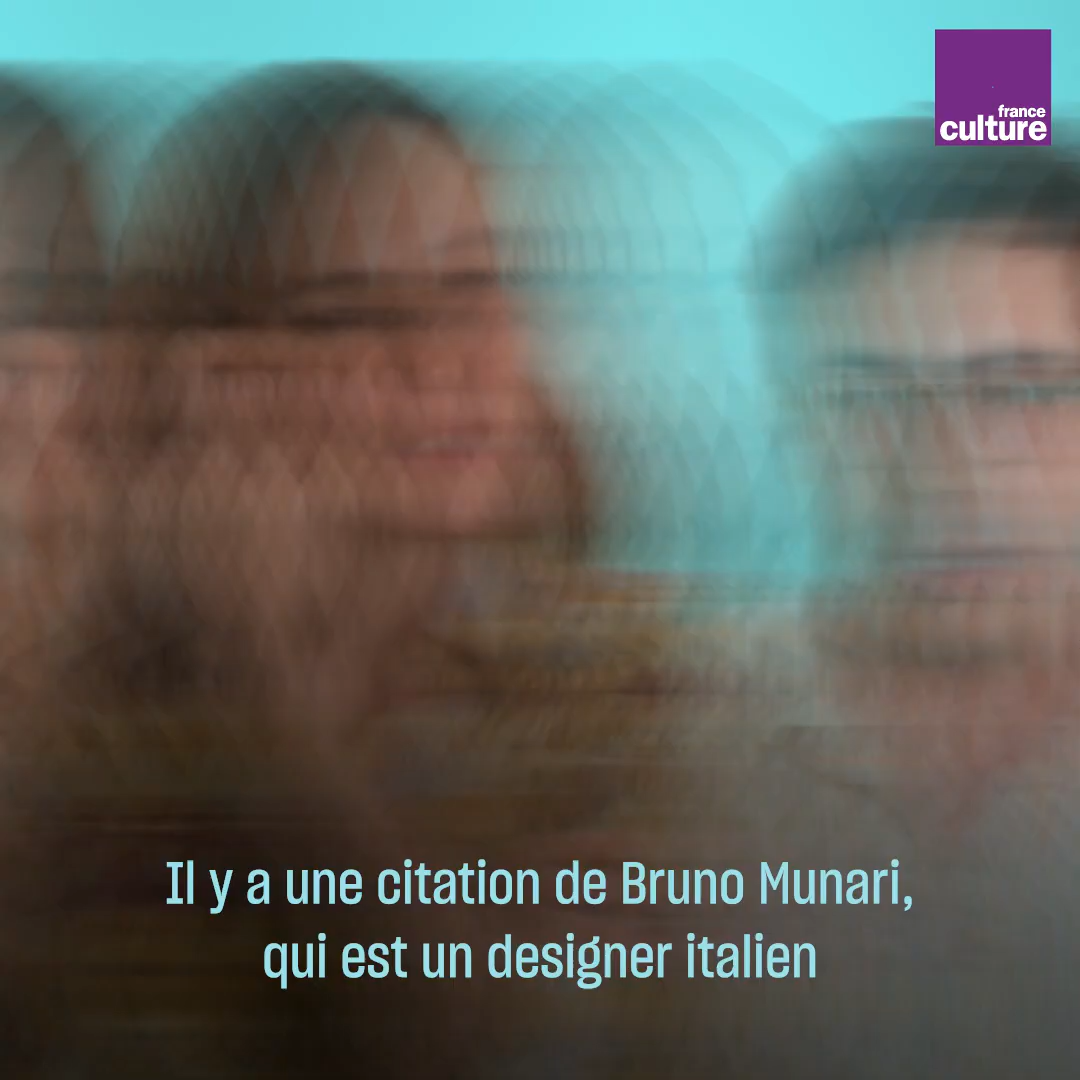 france
culture
Il y a une citation de Bruno Munari,
qui est un designer italien